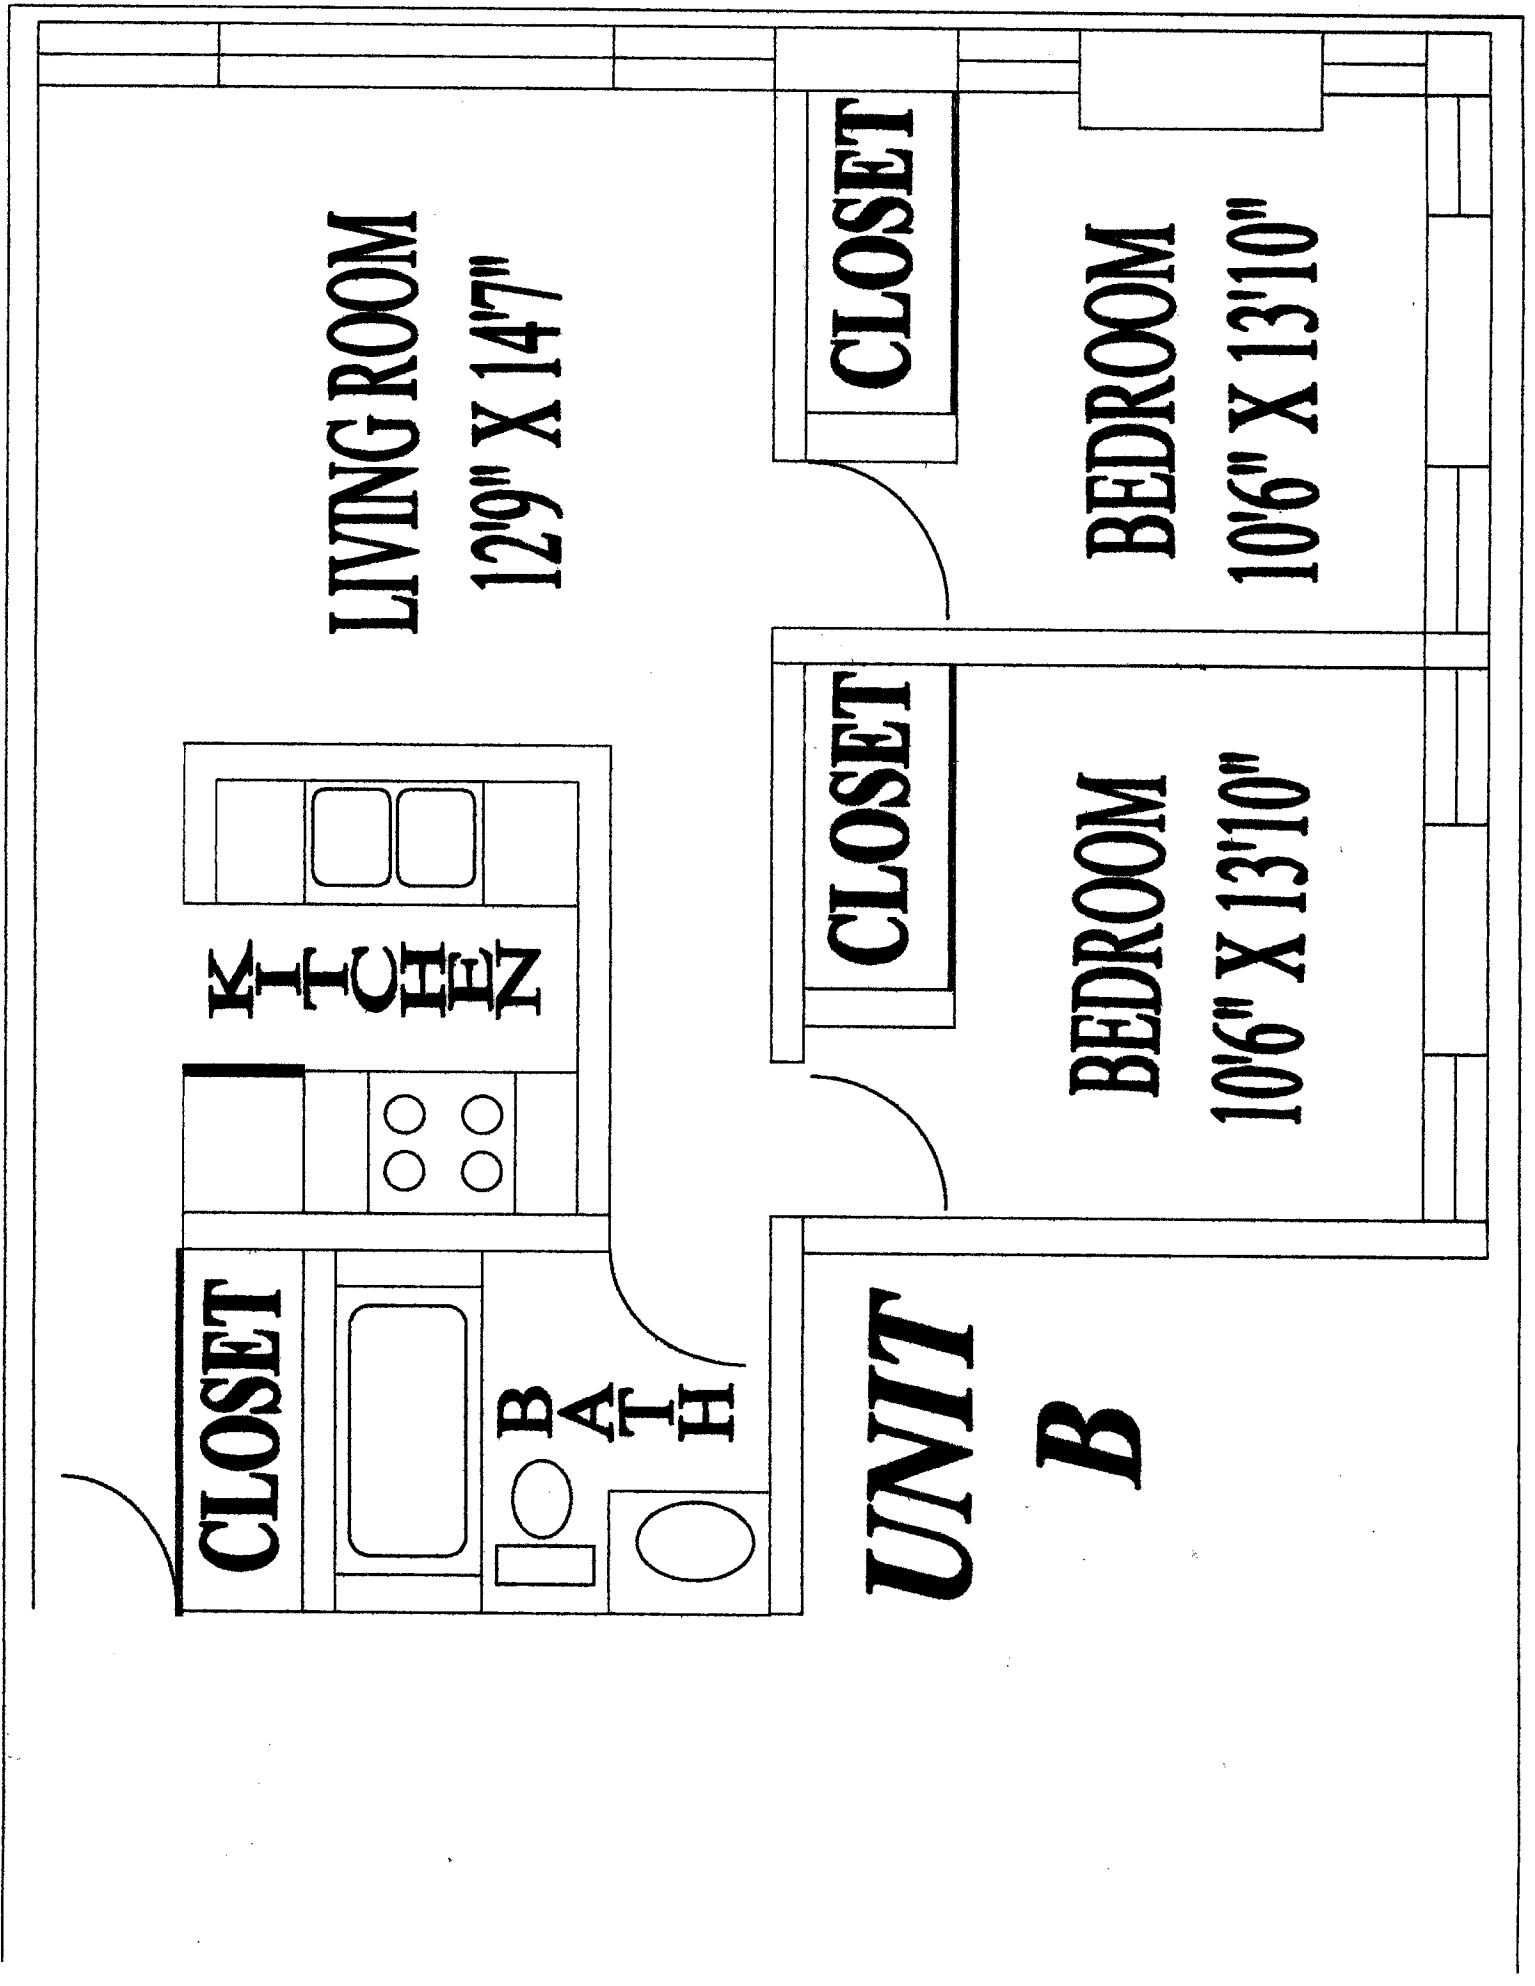 LIVING ROOM
12'9" X 14'7"
KITCHEN
CLOSET
BATH
CLOSET
BEDROOM
10'6" X 13'10"
CLOSET
BEDROOM
10'6" X 13'10"
UNIT
B